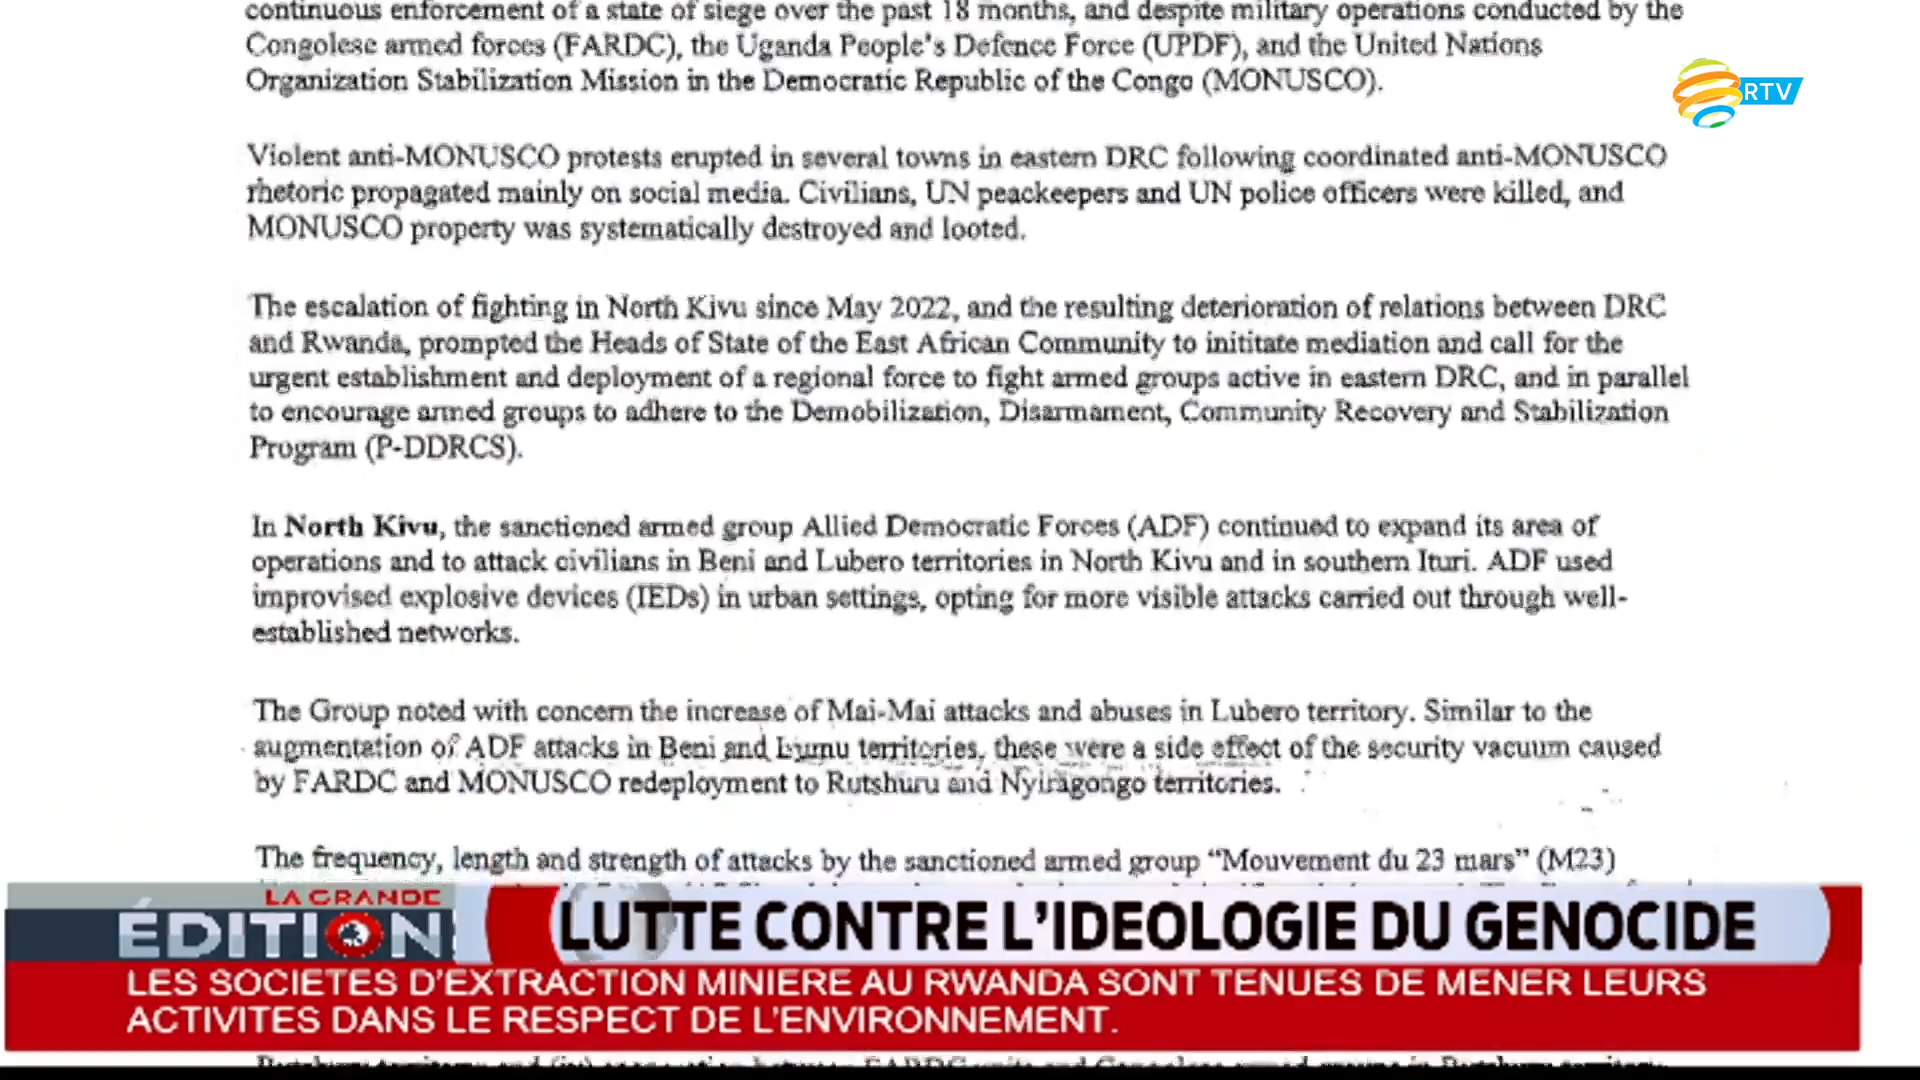 continuous enforcement of a state of siege over the past 18 months, and despite military operations conducted by the
Congolese armed forces (FARDC), the Uganda People's Defence Force (UPDF), and the United Nations
Organization Stabilization Mission in the Democratic Republic of the Congo (MONUSCO).
RTV
Violent anti-MONUSCO protests erupted in several towns in eastern DRC following coordinated anti-MONUSCO
rhetoric propagated mainly on social media. Civilians, UN peackeepers and UN police officers were killed, and
MONUSCO property was systematically destroyed and looted.
The escalation of fighting in North Kivu since May 2022, and the resulting deterioration of relations between DRC
and Rwanda, prompted the Heads of State of the East African Community to inititate mediation and call for the
urgent establishment and deployment of a regional force to fight armed groups active in eastern DRC, and in parallel
to encourage armed groups to adhere to the Demobilization, Disarmament, Community Recovery and Stabilization
Program (P-DDRCS).
In North Kivu, the sanctioned armed group Allied Democratic Forces (ADF) continued to expand its area of
operations and to attack civilians in Beni and Lubero territories in North Kivu and in southern Ituri. ADF used
improvised explosive devices (IEDs) in urban settings, opting for more visible attacks carried out through well-
established networks.
The Group noted with concern the increase of Mai-Mai attacks and abuses in Lubero territory. Similar to the
augmentation of ADF attacks in Beni and territories, these were a side effect of the security vacuum caused
by FARDC and MONUSCO redeployment to Rutshuru and Nyiragongo territories.
The frequency, length and strength of attacks by the sanctioned armed group “Mouvement du 23 mars” (M23)
LA GRANDE
ÉDITION
LUTTE CONTRE L'IDEOLOGIE DU GENOCIDE
LES SOCIETES D'EXTRACTION MINIERE AU RWANDA SONT TENUES DE MENER LEURS
ACTIVITES DANS LE RESPECT DE L'ENVIRONNEMENT.